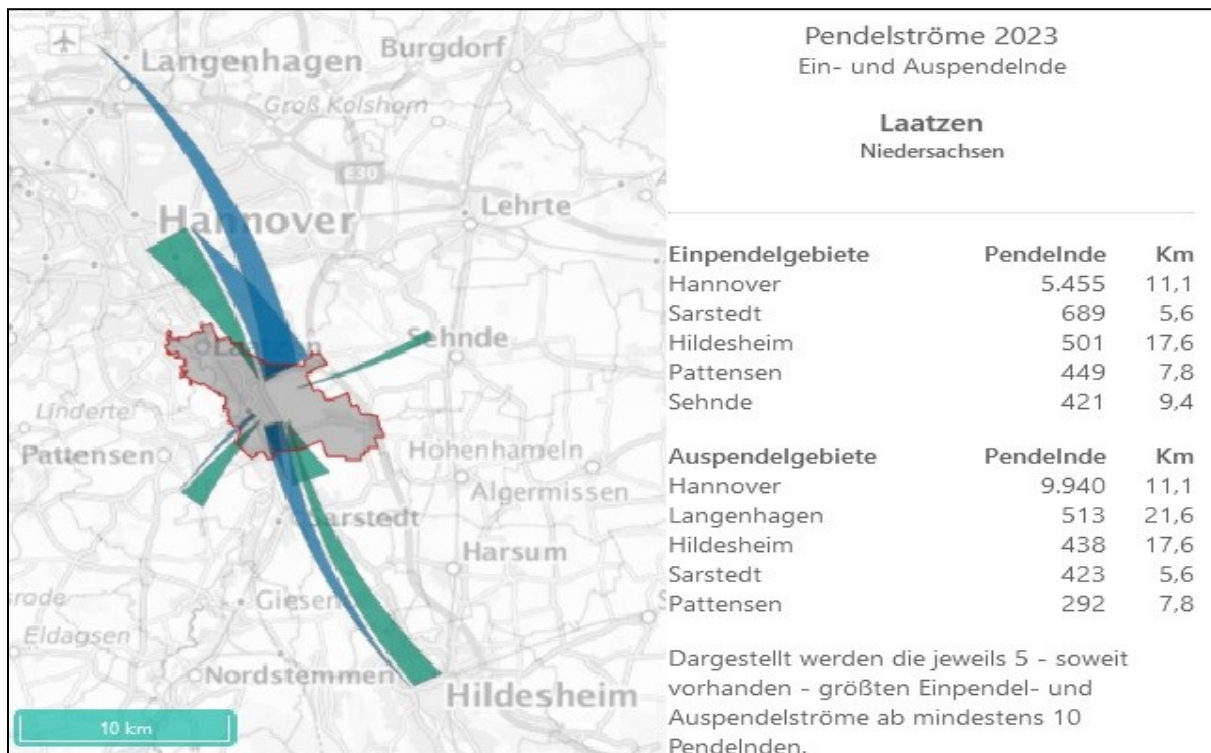 Langenhagen
Burgdorf
Groß Kolshorn
E30
Hannover
Lehrte
Sehnde
Pattensen
Hohenhameln
Algermissen
Sarstedt
Harsum
Giesen
Eldagsen
Nordstemmen
Hildesheim
10 km
Pendelströme 2023
Ein- und Auspendelnde
Laatzen
Niedersachsen
Einpendelgebiete Pendelnde Km
Hannover 5.455 11,1
Sarstedt 689 5,6
Hildesheim 501 17,6
Pattensen 449 7,8
Sehnde 421 9,4
Auspendelgebiete Pendelnde Km
Hannover 9.940 11,1
Langenhagen 513 21,6
Hildesheim 438 17,6
Sarstedt 423 5,6
Pattensen 292 7,8
Dargestellt werden die jeweils 5 - soweit
vorhanden - größten Einpendel- und
Auspendelströme ab mindestens 10
Pendelnden.